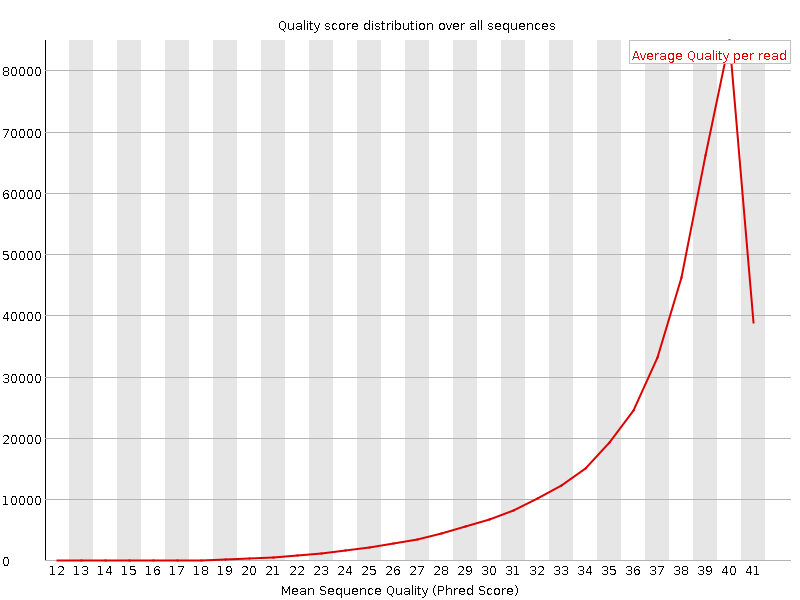 Quality score distribution over all sequences
Average Quality per read
80000
70000
60000
50000
40000
30000
20000
10000
0
12 13 14 15 16 17 18 19 20 21 22 23 24 25 26 27 28 29 30 31 32 33 34 35 36 37 38 39 40 41
Mean Sequence Quality (Phred Score)